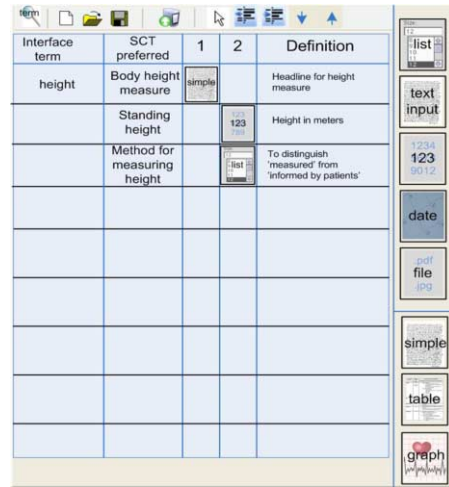 term
Interface term
SCT preferred
1
2
Definition
height
Body height measure
simple
Headline for height measure
Standing height
123
Height in meters
Method for measuring height
list
To distinguish 'measured' from 'informed by patients'
list
text input
1234
123
9012
date
.pdf
file
.jpg
simple
table
graph